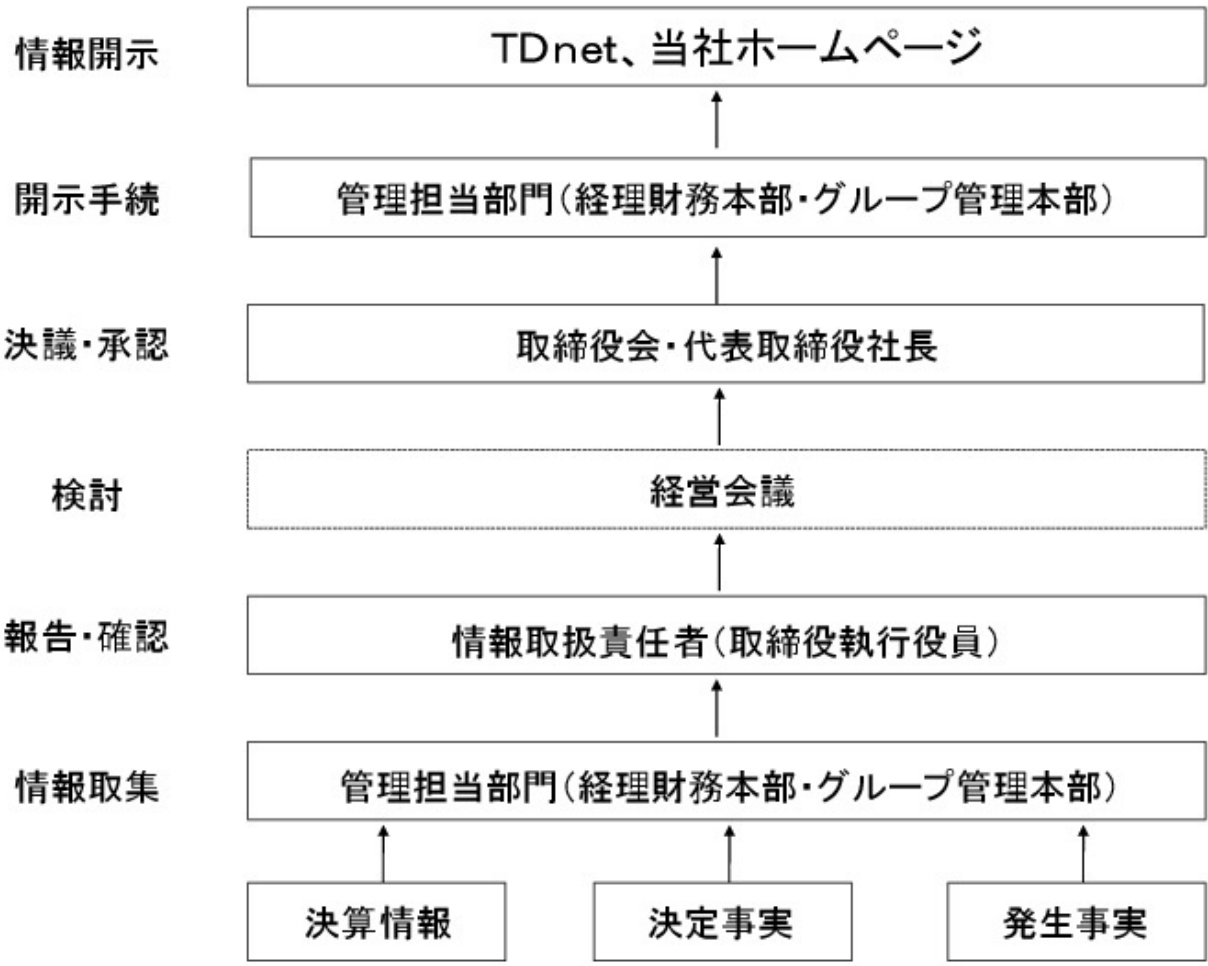 情報開示
TDnet、当社ホームページ
開示手続
管理担当部門(経理財務本部・グループ管理本部)
決議・承認
取締役会・代表取締役社長
検討
経営会議
報告・確認
情報取扱責任者(取締役執行役員)
情報取集
管理担当部門(経理財務本部・グループ管理本部)
決算情報
決定事実
発生事実